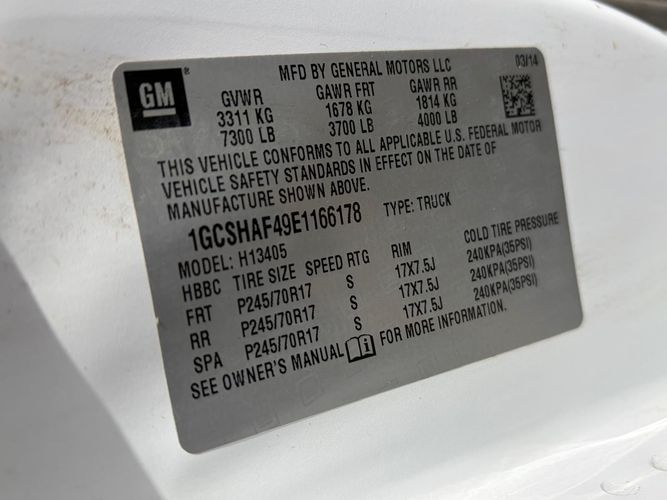 GM ®
MFD BY GENERAL MOTORS LLC 03/14
GVWR GAWR FRT GAWR RR
3311 KG 1678 KG 1814 KG
7300 LB 3700 LB 4000 LB
THIS VEHICLE CONFORMS TO ALL APPLICABLE U.S. FEDERAL MOTOR
VEHICLE SAFETY STANDARDS IN EFFECT ON THE DATE OF
MANUFACTURE SHOWN ABOVE.
1GCSHAF49E1166178 TYPE: TRUCK
MODEL: H13405
HBBC TIRE SIZE SPEED RTG RIM COLD TIRE PRESSURE
FRT P245/70R17 S 17X7.5J 240KPA(35PSI)
RR P245/70R17 S 17X7.5J 240KPA(35PSI)
SPA P245/70R17 S 17X7.5J 240KPA(35PSI)
SEE OWNER'S MANUAL FOR MORE INFORMATION.